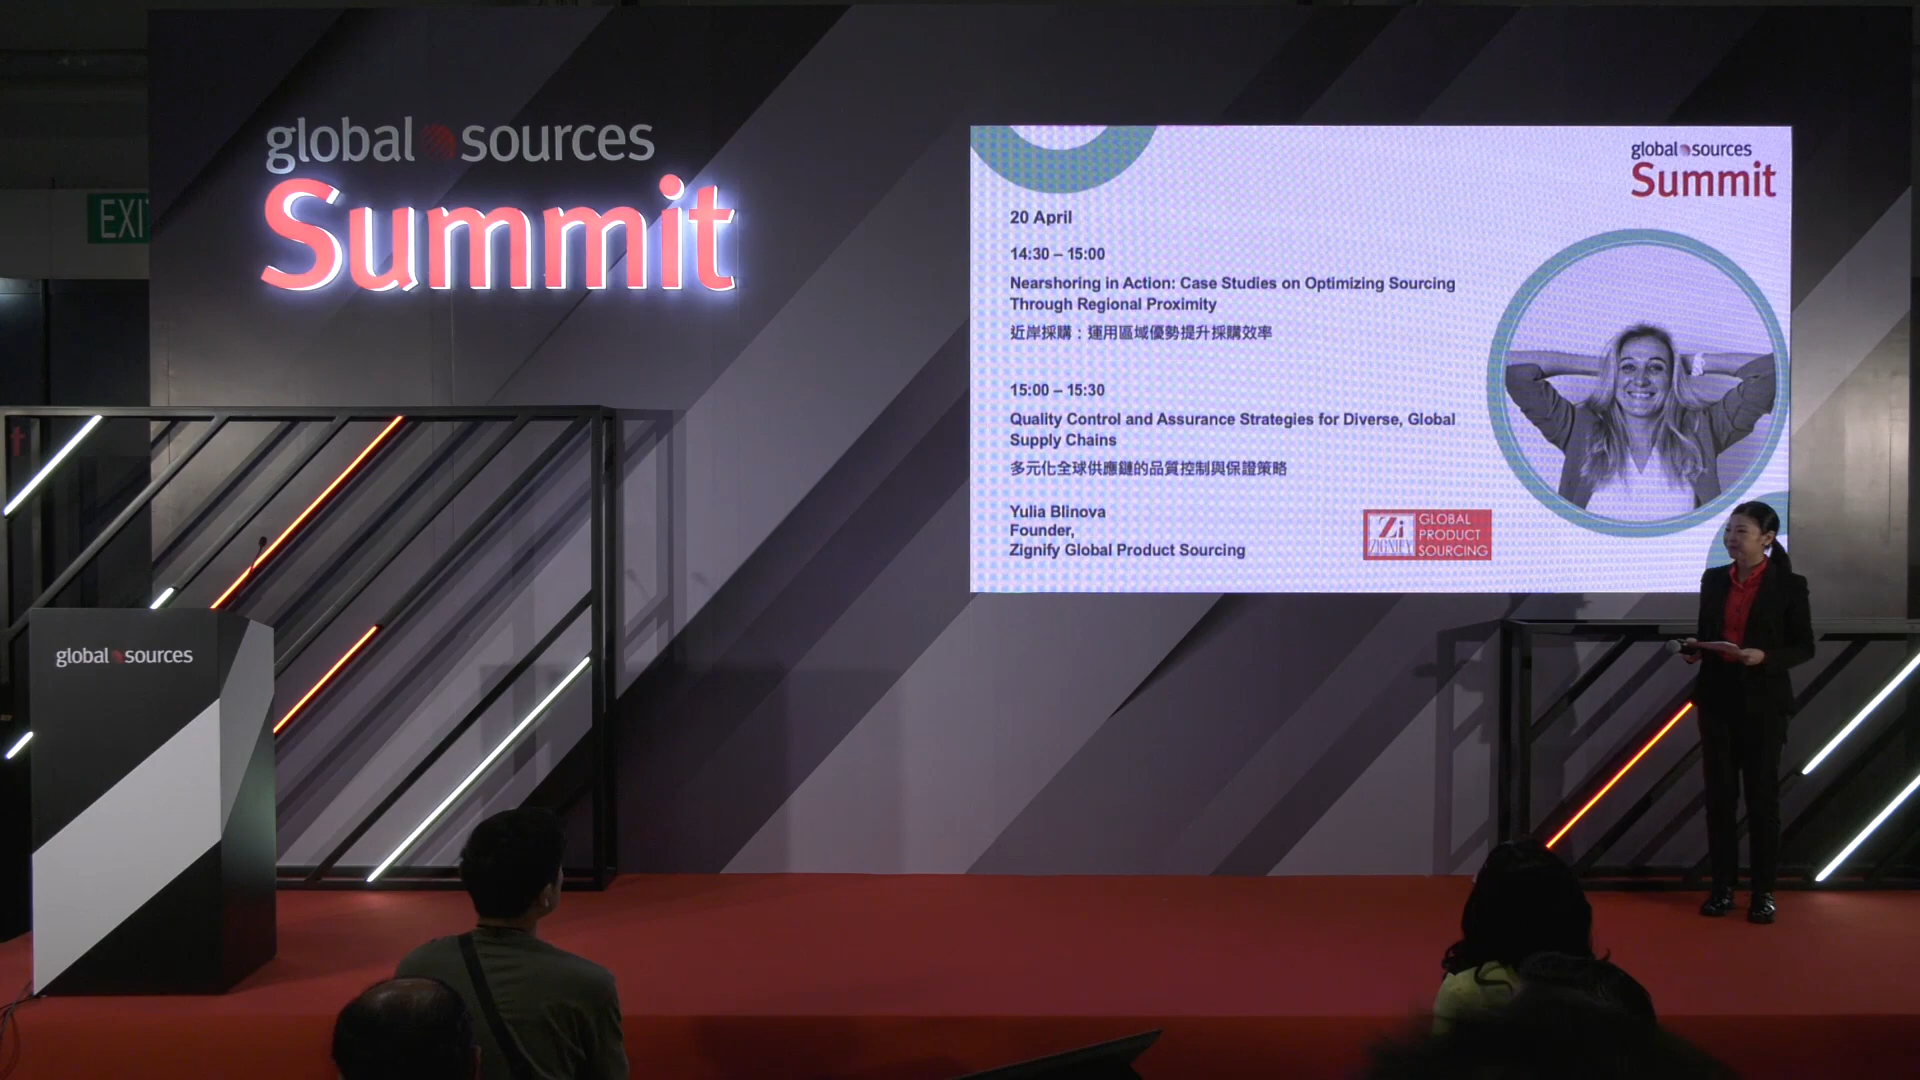 EXI
global sources
Summit
global sources
global sources
Summit
20 April
14:30 – 15:00
Nearshoring in Action: Case Studies on Optimizing Sourcing
Through Regional Proximity
近岸採購：運用區域優勢提升採購效率
15:00 – 15:30
Quality Control and Assurance Strategies for Diverse, Global
Supply Chains
多元化全球供應鏈的品質控制與保證策略
Yulia Blinova
Founder,
Zignify Global Product Sourcing
Zi
ZIGNIFY
GLOBAL
PRODUCT
SOURCING